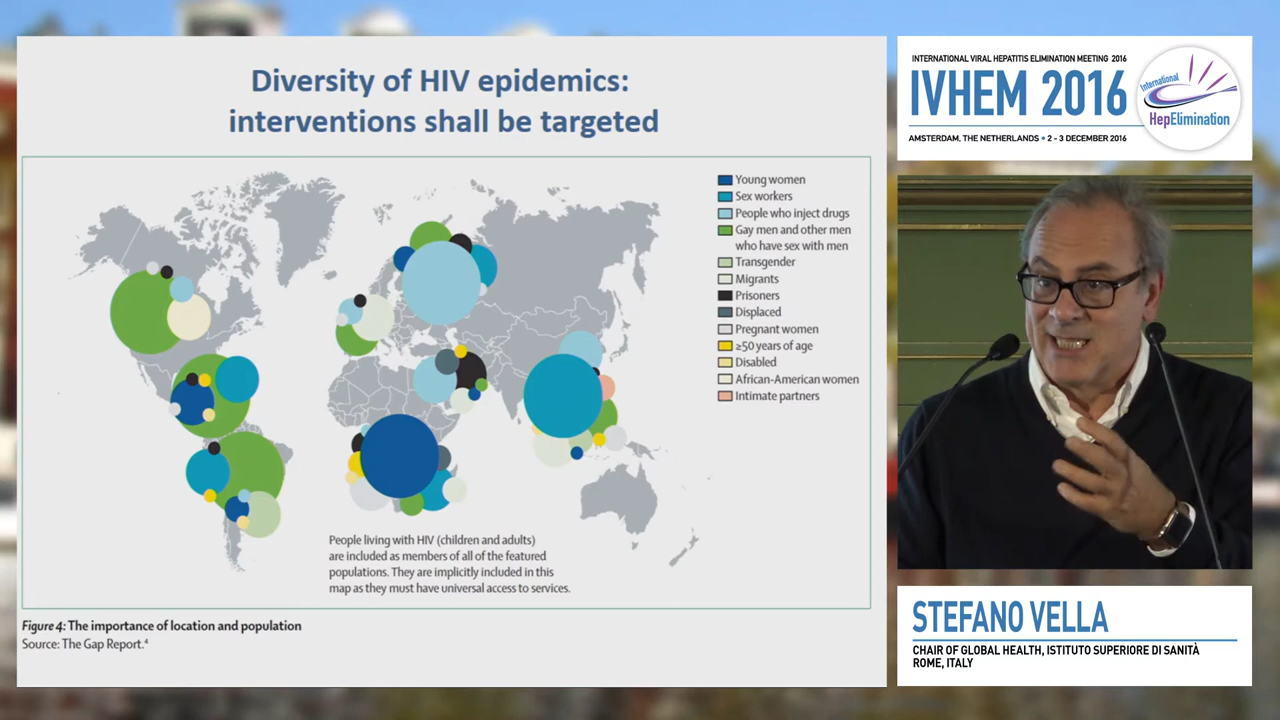 Diversity of HIV epidemics:
interventions shall be targeted
Young women
Sex workers
People who inject drugs
Gay men and other men
who have sex with men
Transgender
Migrants
Prisoners
Displaced
Pregnant women
≥50 years of age
Disabled
African-American women
Intimate partners
People living with HIV (children and adults)
are included as members of all of the featured
populations. They are implicitly included in this
map as they must have universal access to services.
Figure 4: The importance of location and population
Source: The Gap Report.⁴
INTERNATIONAL VIRAL HEPATITIS ELIMINATION MEETING 2016
IVHEM 2016
AMSTERDAM, THE NETHERLANDS • 2 - 3 DECEMBER 2016
International
HepElimination
STEFANO VELLA
CHAIR OF GLOBAL HEALTH, ISTITUTO SUPERIORE DI SANITÀ
ROME, ITALY